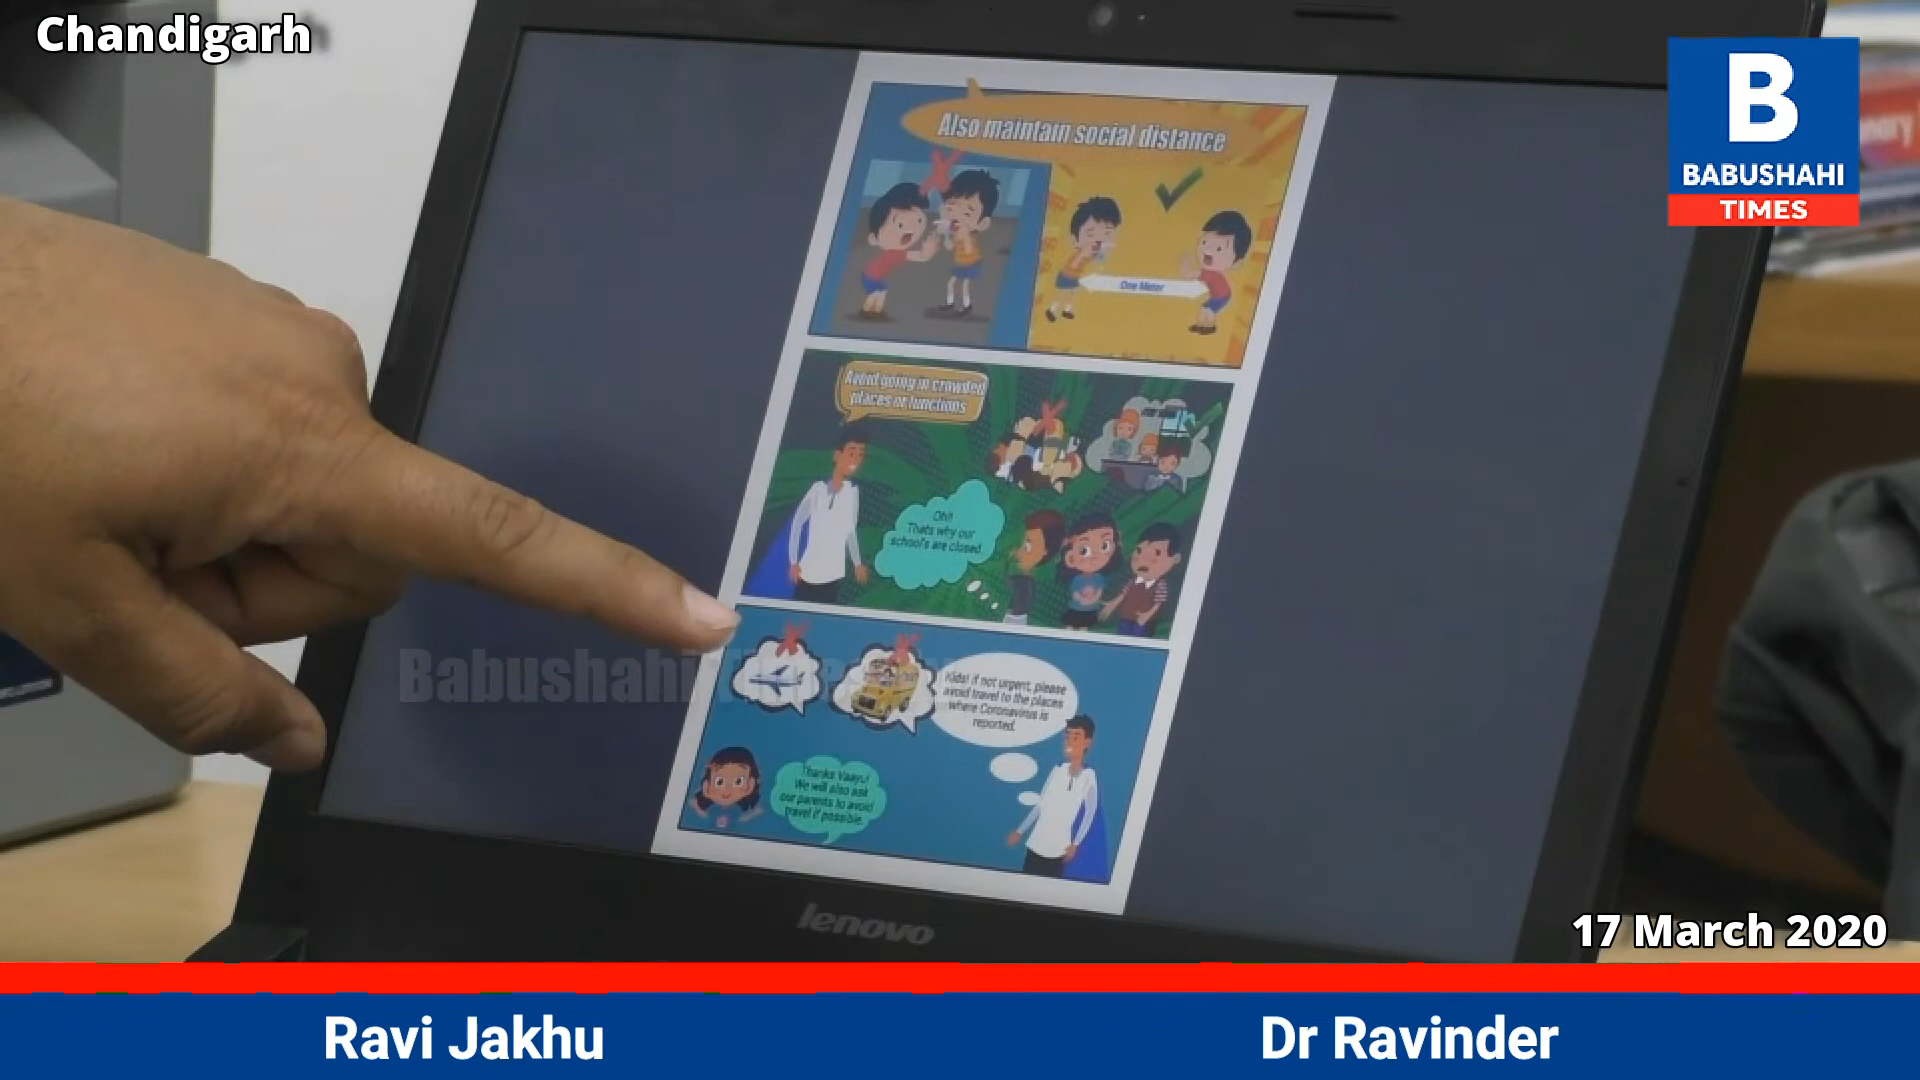 Chandigarh
B
BABUSHAHI
TIMES
Also maintain social distance
One Meter
Avoid going in crowded
places or functions
Oh!!
Thats why our
school's are closed
Kids! if not urgent, please
avoid travel to the places
where Coronavirus is
reported.
Thanks Vaayu!
We will also ask
our parents to avoid
travel if possible.
Babushahi Times
lenovo
17 March 2020
Ravi Jakhu
Dr Ravinder